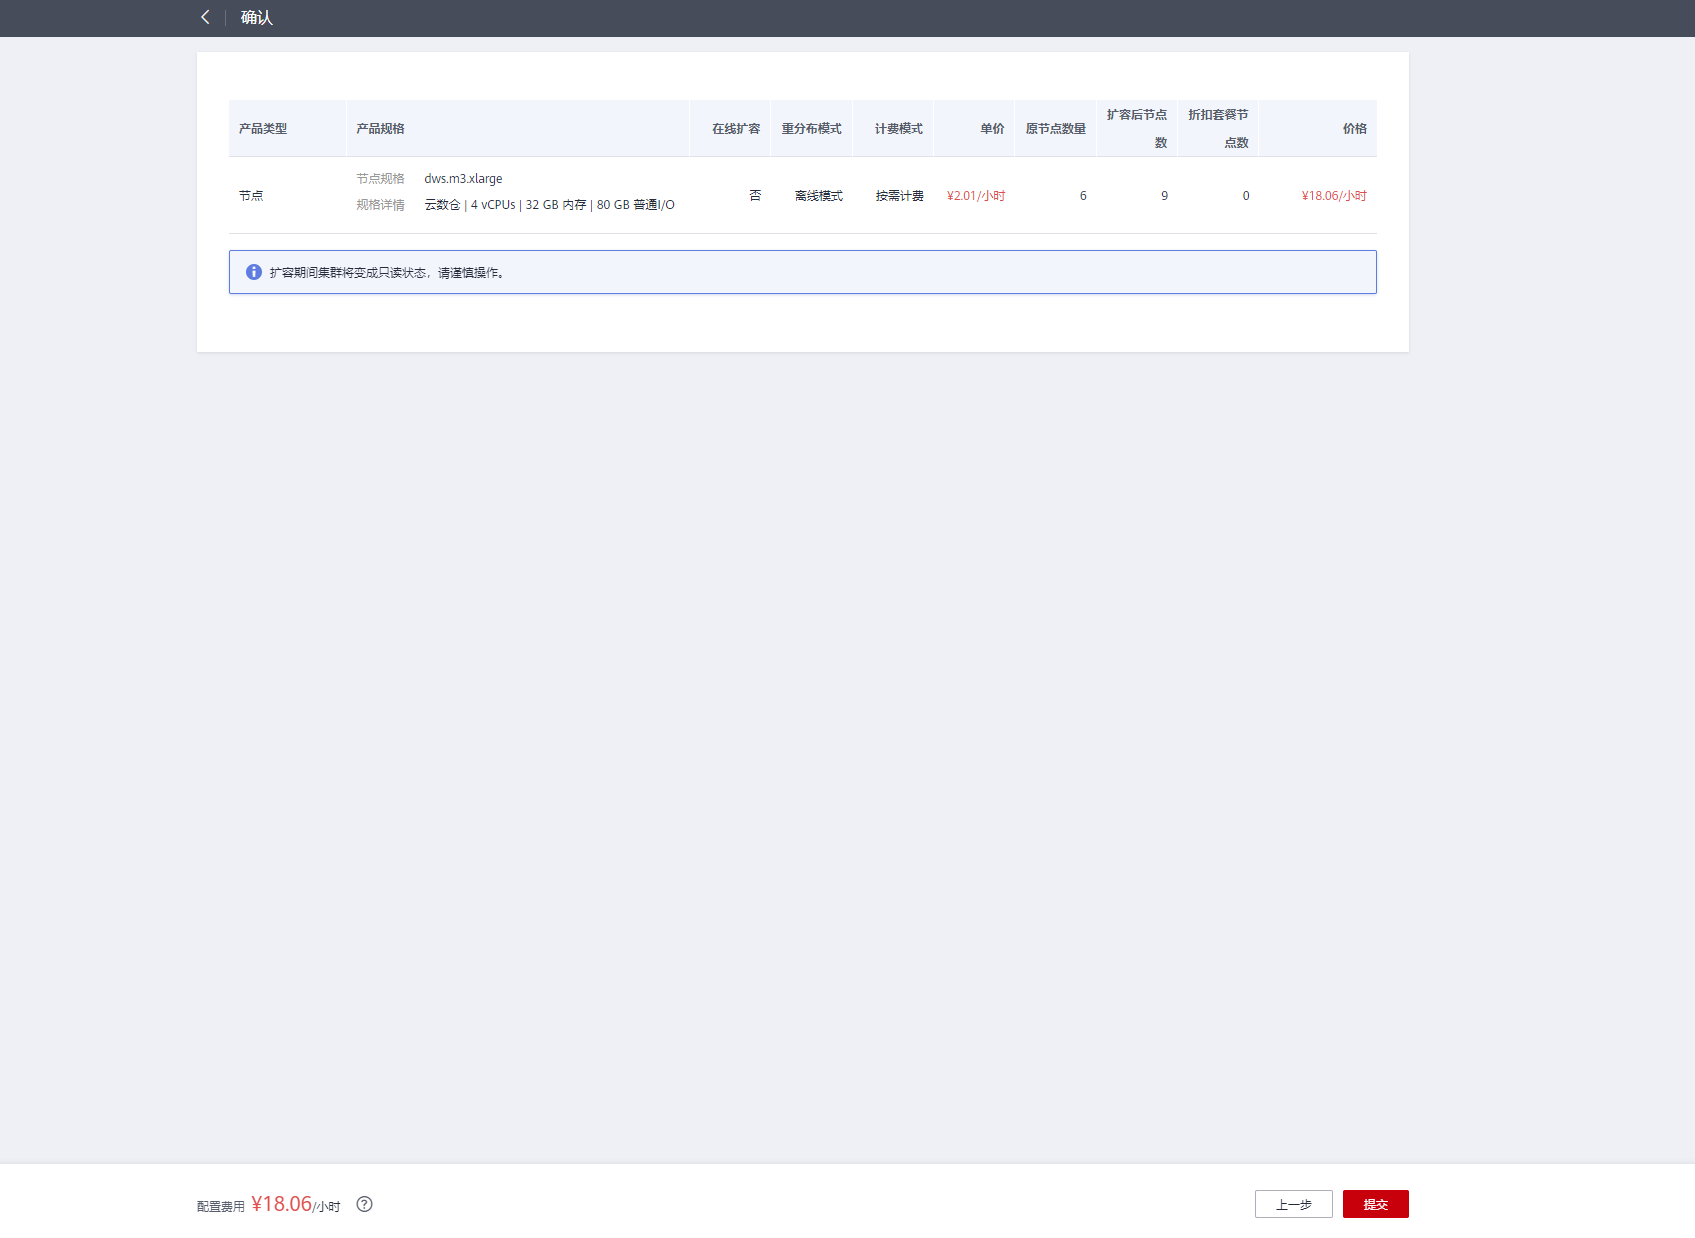 确认
产品类型 产品规格 在线扩容 重分布模式 计费模式 单价 原节点数量 扩容后节点数 折扣套餐节点数 价格
节点 节点规格 dws.m3.xlarge 否 离线模式 按需计费 ¥2.01/小时 6 9 0 ¥18.06/小时
规格详情 云数仓 | 4 vCPUs | 32 GB 内存 | 80 GB 普通I/O
扩容期间集群将变成只读状态，请谨慎操作。
配置费用 ¥18.06/小时 上一步 提交